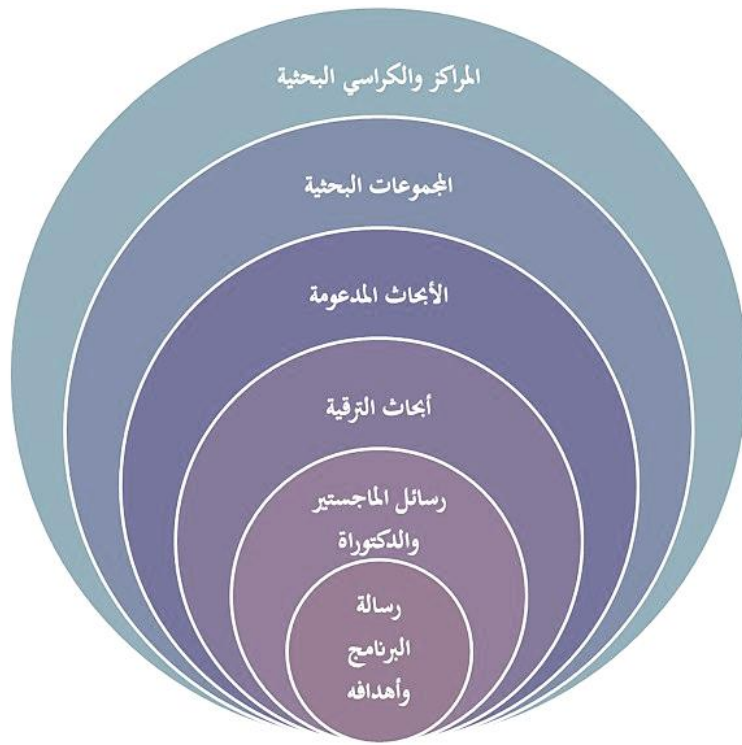 المراكز والكراسي البحثية
المجموعات البحثية
الأبحاث المدعومة
أبحاث الترقية
رسائل الماجستير
والدكتوراة
رسالة
البرنامج
وأهدافه